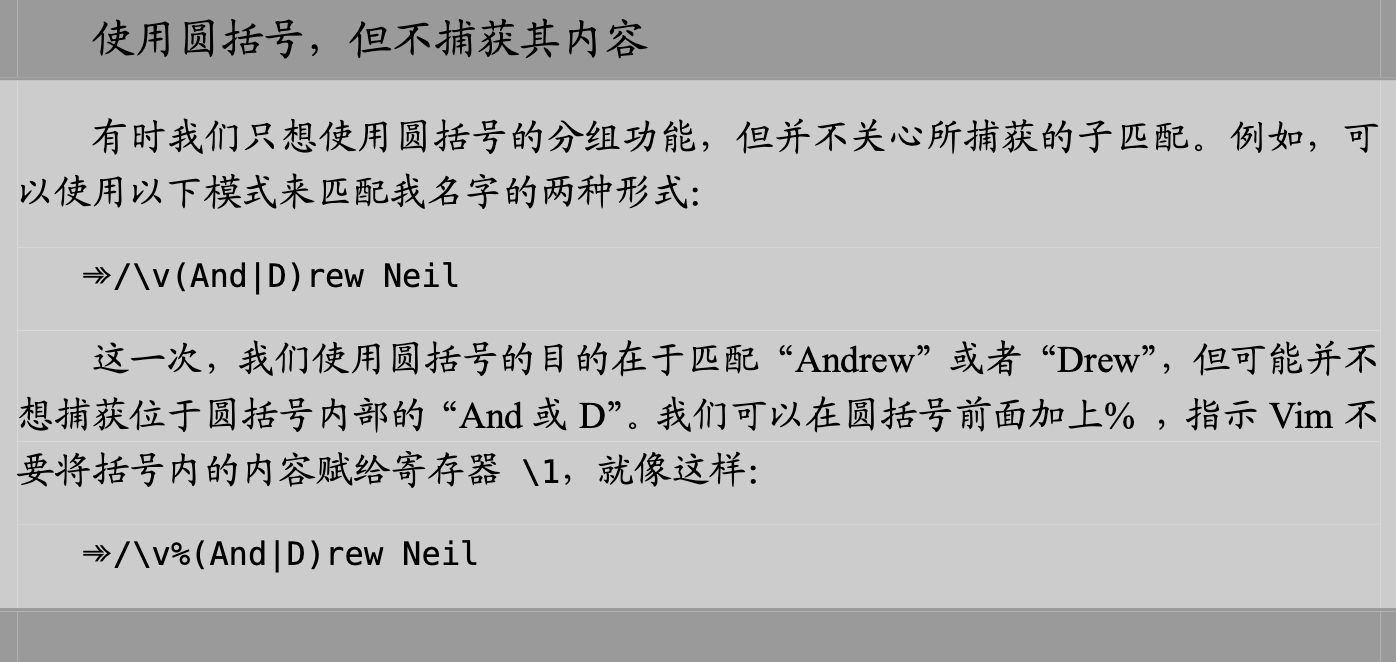 使用圆括号，但不捕获其内容
有时我们只想使用圆括号的分组功能，但并不关心所捕获的子匹配。例如，可
以使用以下模式来匹配我名字的两种形式：
⇛/\v(And|D)rew Neil
这一次，我们使用圆括号的目的在于匹配“Andrew”或者“Drew”，但可能并不
想捕获位于圆括号内部的“And 或 D”。我们可以在圆括号前面加上% ，指示 Vim 不
要将括号内的内容赋给寄存器 \1，就像这样：
⇛/\v%(And|D)rew Neil